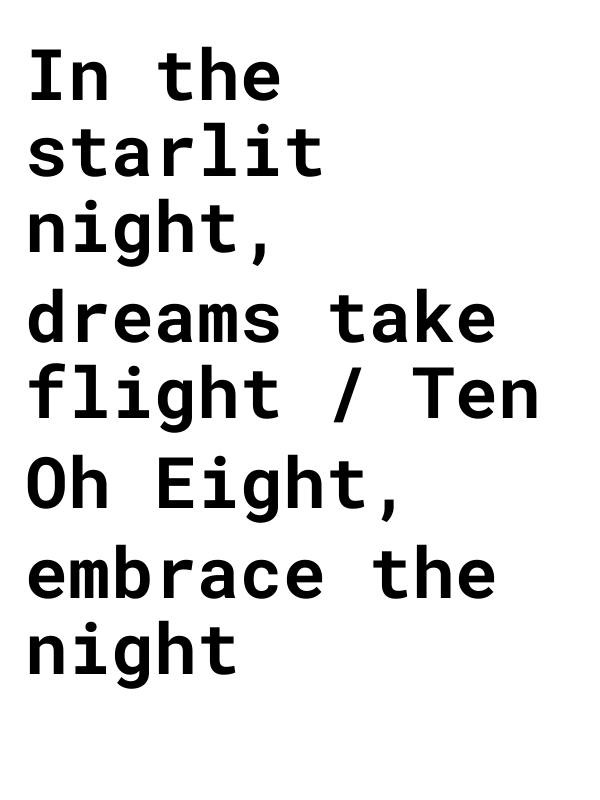 In the
starlit
night,
dreams take
flight / Ten
Oh Eight,
embrace the
night